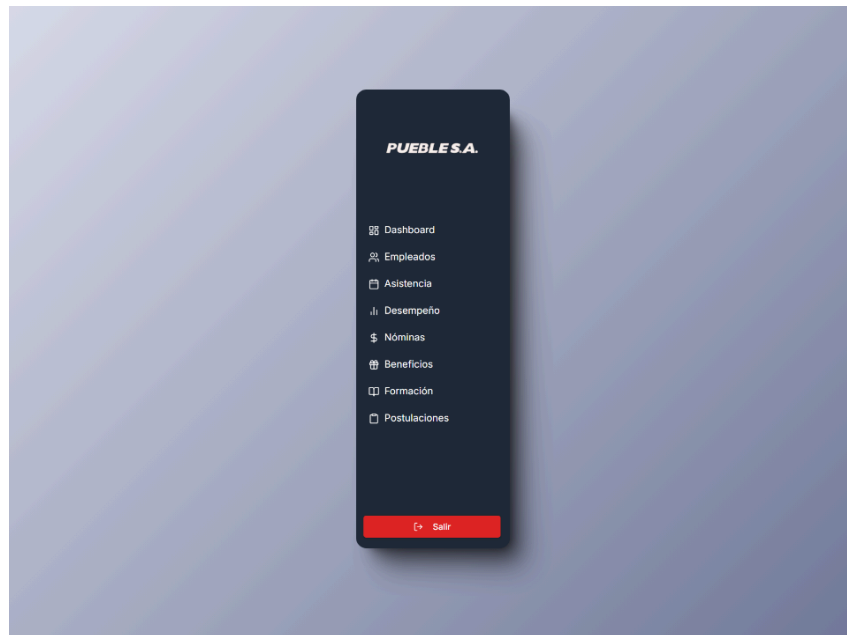 PUEBLE S.A.
Dashboard
Empleados
Asistencia
Desempeño
Nóminas
Beneficios
Formación
Postulaciones
Salir